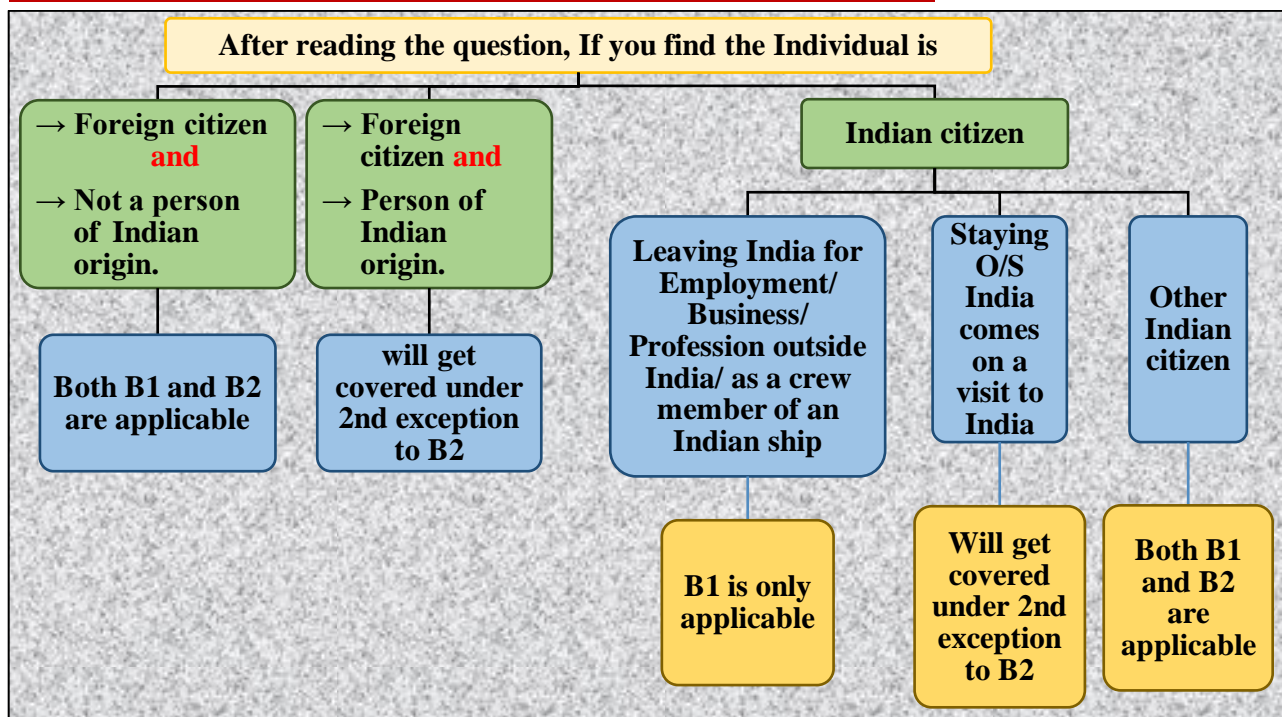 After reading the question, If you find the Individual is
→ Foreign citizen
and
→ Not a person
of Indian
origin.
→ Foreign
citizen and
→ Person of
Indian
origin.
Indian citizen
Both B1 and B2
are applicable
will get
covered under
2nd exception
to B2
Leaving India for
Employment/
Business/
Profession outside
India/ as a crew
member of an
Indian ship
Staying
O/S
India
comes
on a
visit to
India
Other
Indian
citizen
B1 is only
applicable
Will get
covered
under 2nd
exception
to B2
Both B1
and B2
are
applicable